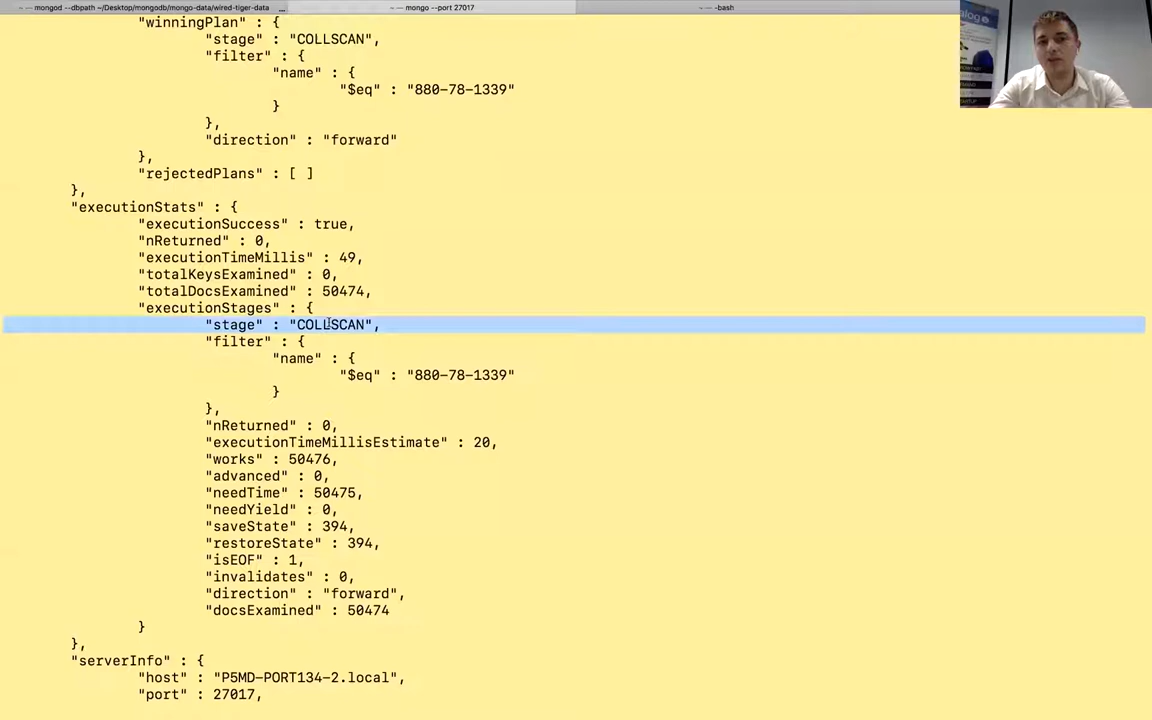 ~ — mongod --dbpath ~/Desktop/mongodb/mongo-data/wired-tiger-data ...
~ — mongo --port 27017
~ — -bash
"winningPlan" : {
"stage" : "COLLSCAN",
"filter" : {
"name" : {
"$eq" : "880-78-1339"
}
},
"direction" : "forward"
},
"rejectedPlans" : [ ]
},
"executionStats" : {
"executionSuccess" : true,
"nReturned" : 0,
"executionTimeMillis" : 49,
"totalKeysExamined" : 0,
"totalDocsExamined" : 50474,
"executionStages" : {
"stage" : "COLLSCAN",
"filter" : {
"name" : {
"$eq" : "880-78-1339"
}
},
"nReturned" : 0,
"executionTimeMillisEstimate" : 20,
"works" : 50476,
"advanced" : 0,
"needTime" : 50475,
"needYield" : 0,
"saveState" : 394,
"restoreState" : 394,
"isEOF" : 1,
"invalidates" : 0,
"direction" : "forward",
"docsExamined" : 50474
}
},
"serverInfo" : {
"host" : "P5MD-PORT134-2.local",
"port" : 27017,